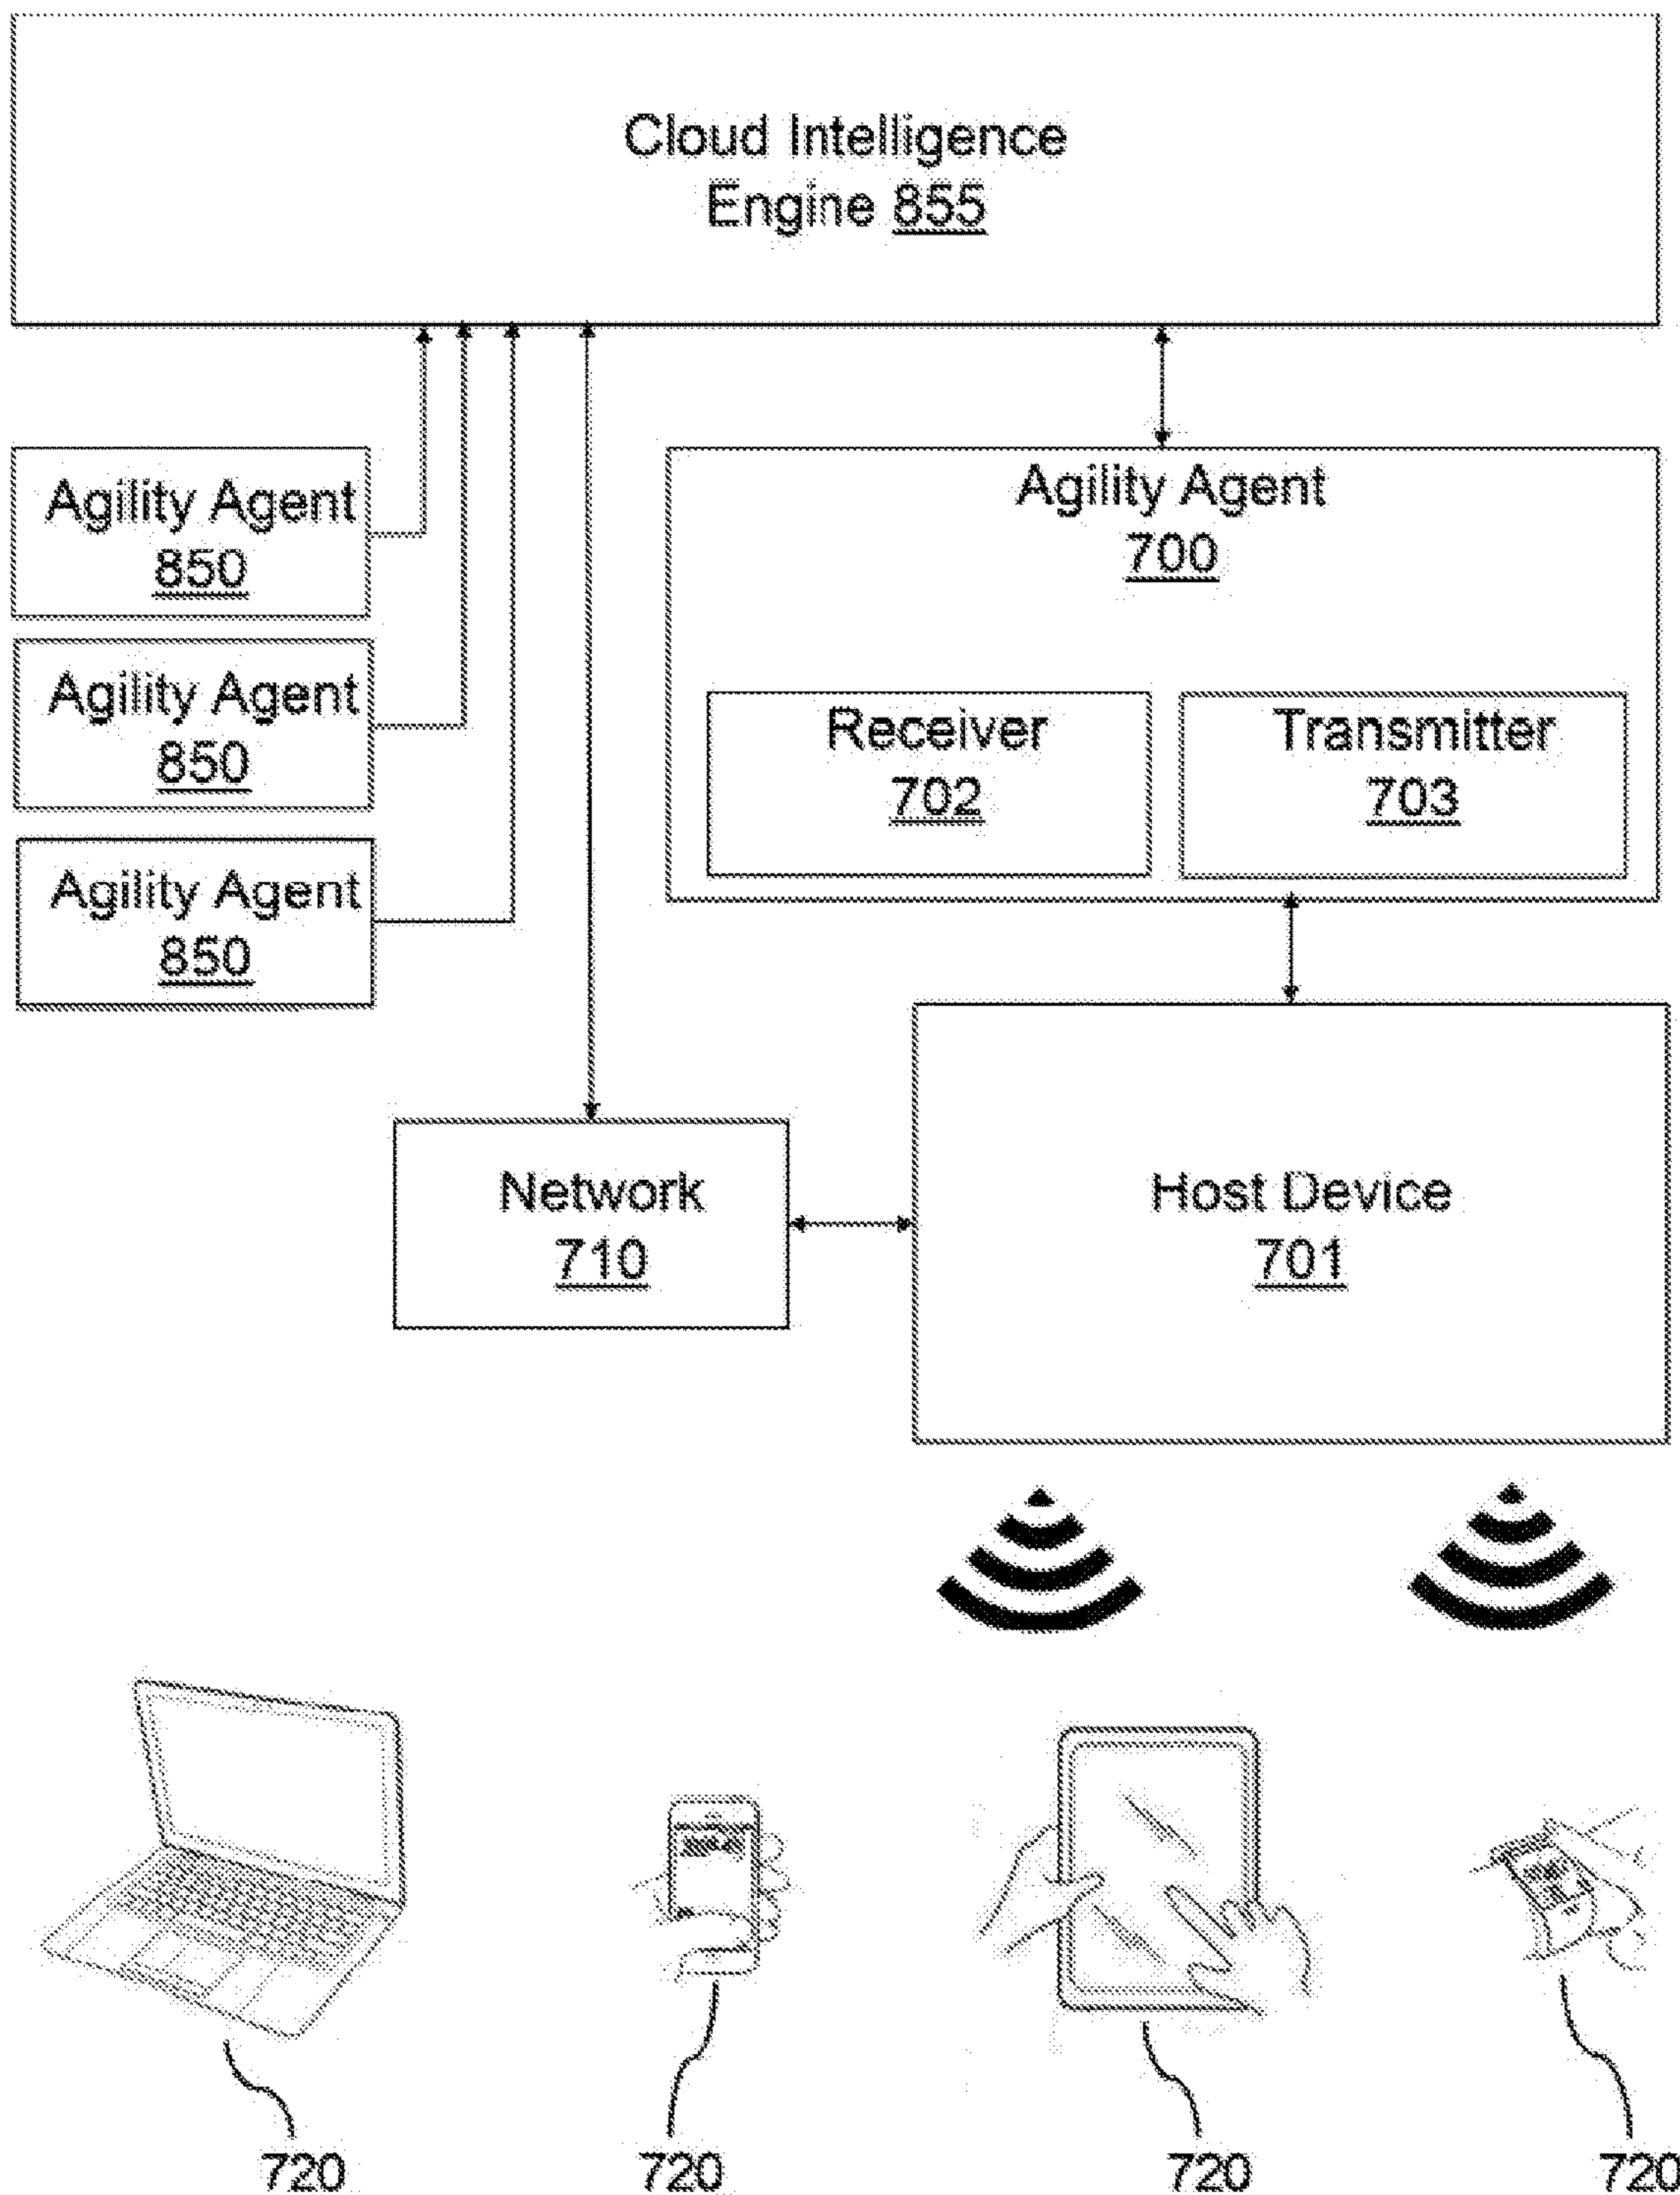 Cloud Intelligence
Engine 855
Agility Agent
850
Agility Agent
850
Agility Agent
850
Agility Agent
700
Receiver
702
Transmitter
703
Network
710
Host Device
701
720
720
720
720